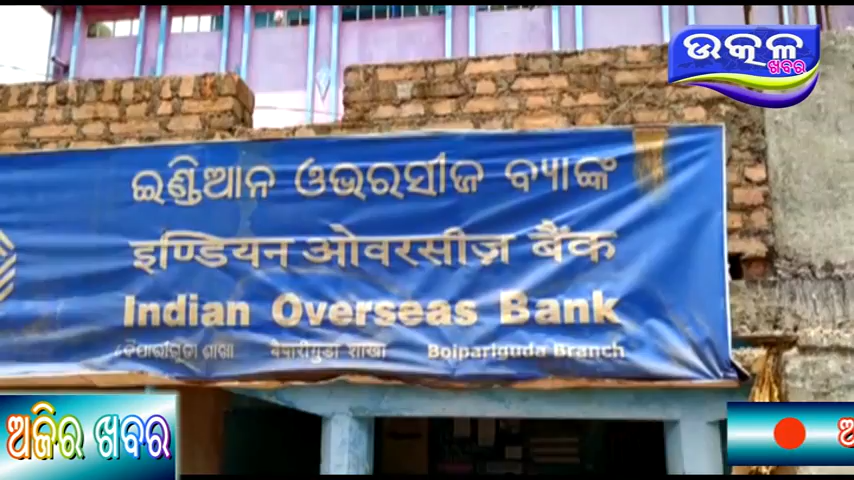 ଉତ୍କଳ
ଖବର
ଇଣ୍ଡିଆନ ଓଭରସୀଜ ବ୍ୟାଙ୍କ
इण्डियन ओवरसीज़ बैंक
Indian Overseas Bank
ବୈପାରୀଗୁଡା ଶାଖା Boipariguda Branch
ଆଜିର ଖବର